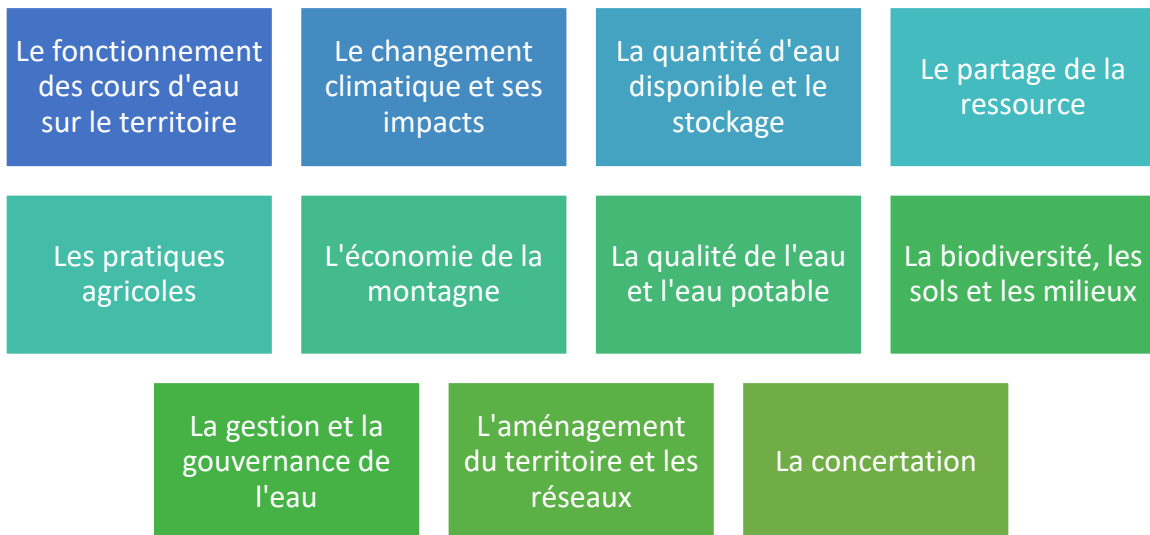 Le fonctionnement
des cours d'eau
sur le territoire
Le changement
climatique et ses
impacts
La quantité d'eau
disponible et le
stockage
Le partage de la
ressource
Les pratiques
agricoles
L'économie de la
montagne
La qualité de l'eau
et l'eau potable
La biodiversité, les
sols et les milieux
La gestion et la
gouvernance de
l'eau
L'aménagement
du territoire et les
réseaux
La concertation